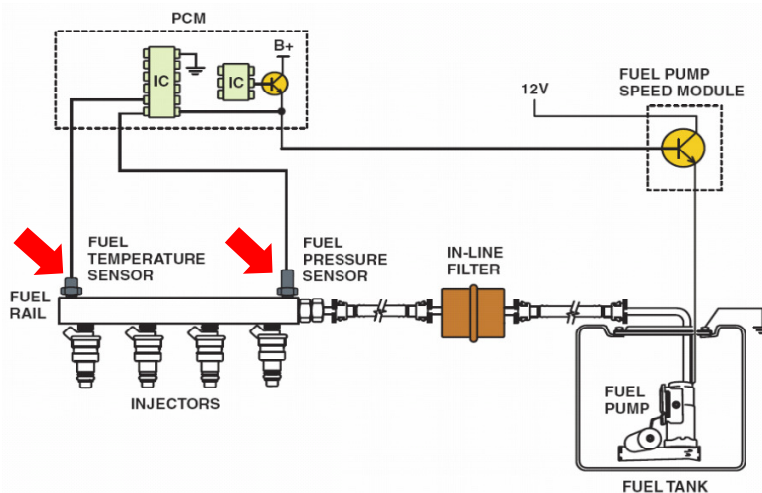 PCM
B+
IC
IC
FUEL PUMP
SPEED MODULE
12V
FUEL
TEMPERATURE
SENSOR
FUEL
PRESSURE
SENSOR
IN-LINE
FILTER
FUEL
RAIL
INJECTORS
FUEL
PUMP
FUEL TANK